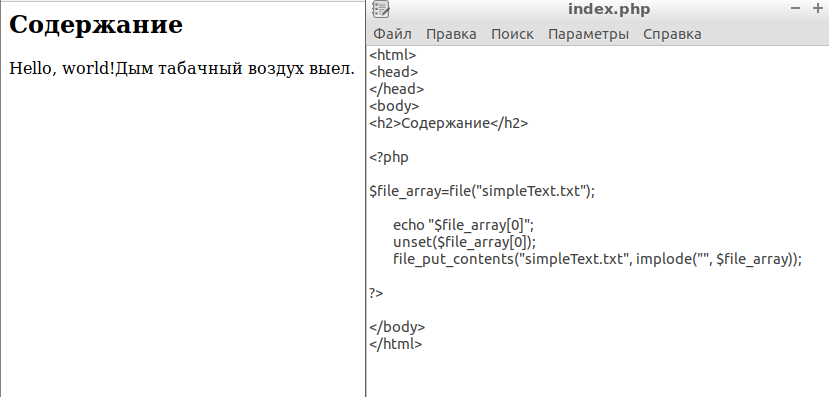 Содержание
Hello, world!Дым табачный воздух выел.
index.php
Файл Правка Поиск Параметры Справка
<html>
<head>
</head>
<body>
<h2>Содержание</h2>
<?php
$file_array=file("simpleText.txt");
echo "$file_array[0]";
unset($file_array[0]);
file_put_contents("simpleText.txt", implode("", $file_array));
?>
</body>
</html>